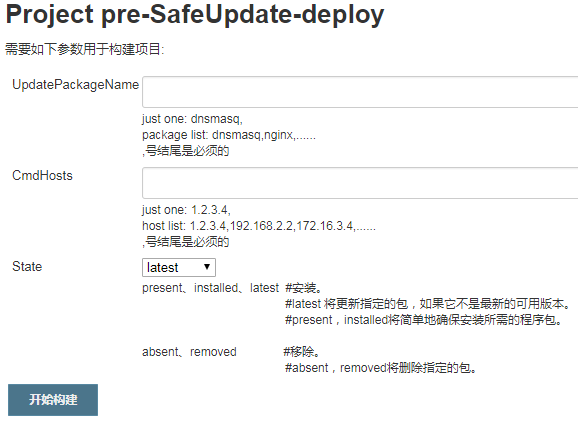 Project pre-SafeUpdate-deploy
需要如下参数用于构建项目:
UpdatePackageName
just one: dnsmasq,
package list: dnsmasq,nginx,......
,号结尾是必须的
CmdHosts
just one: 1.2.3.4,
host list: 1.2.3.4,192.168.2.2,172.16.3.4,......
,号结尾是必须的
State
latest
present、installed、latest #安装。
#latest 将更新指定的包，如果它不是最新的可用版本。
#present，installed将简单地确保安装所需的程序包。
absent、removed #移除。
#absent，removed将删除指定的包。
开始构建